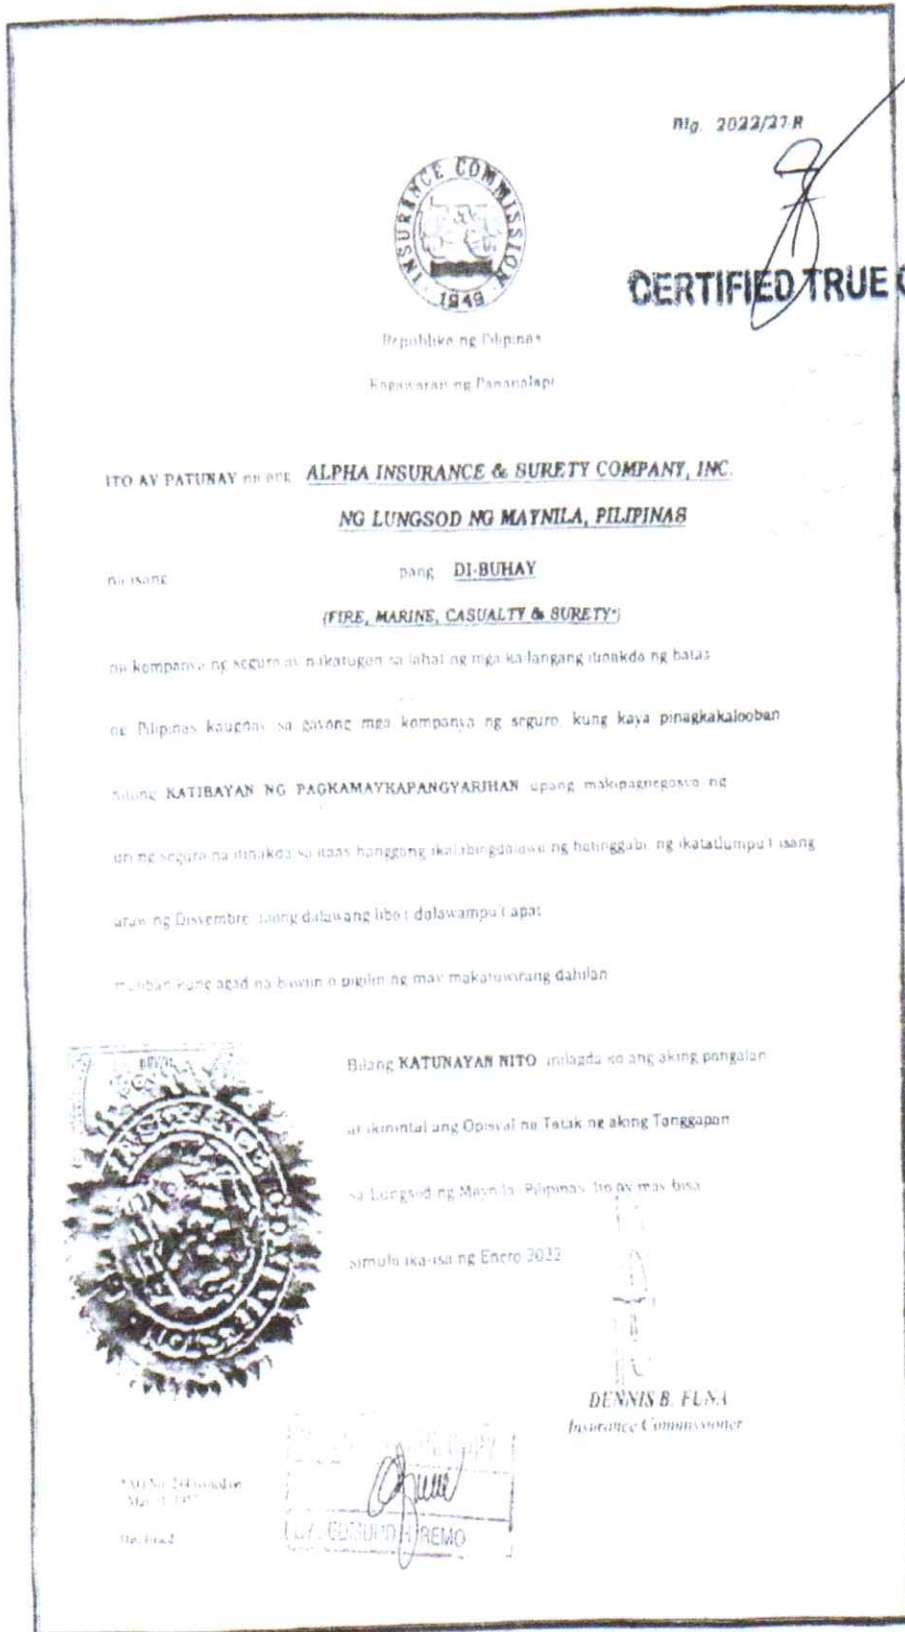 Blg. 2022/27-R
INSURANCE COMMISSION
1949
CERTIFIED TRUE
Republika ng Pilipinas
Kagawaran ng Pananalapi
ITO AY PATUNAY na ang ALPHA INSURANCE & SURETY COMPANY, INC.
NG LUNGSOD NG MAYNILA, PILIPINAS
na isang pang DI-BUHAY
(FIRE, MARINE, CASUALTY & SURETY*)
na kompanya ng seguro ay nakatugon sa lahat ng mga kailangang itinakda ng batas
ng Pilipinas kaugnay sa gayong mga kompanya ng seguro, kung kaya pinagkakalooban
nitong KATIBAYAN NG PAGKAMAYKAPANGYARIHAN upang makipagnegosyo ng
uri ng seguro na itinakda sa itaas hanggang ikalabingdalawa ng hatinggabi, ng ikatatlumpu't isang
araw ng Disyembre, taong dalawang libo't dalawampu't apat
maliban kung agad na bawiin o pigilin ng may makatuwirang dahilan
Bilang KATUNAYAN NITO, inilagda ko ang aking pangalan
at ikinintal ang Opisyal na Tatak ng aking Tanggapan
sa Lungsod ng Maynila, Pilipinas. Ito ay may bisa
simula ika-isa ng Enero 2022
DENNIS B. FUNA
Insurance Commissioner
REMO